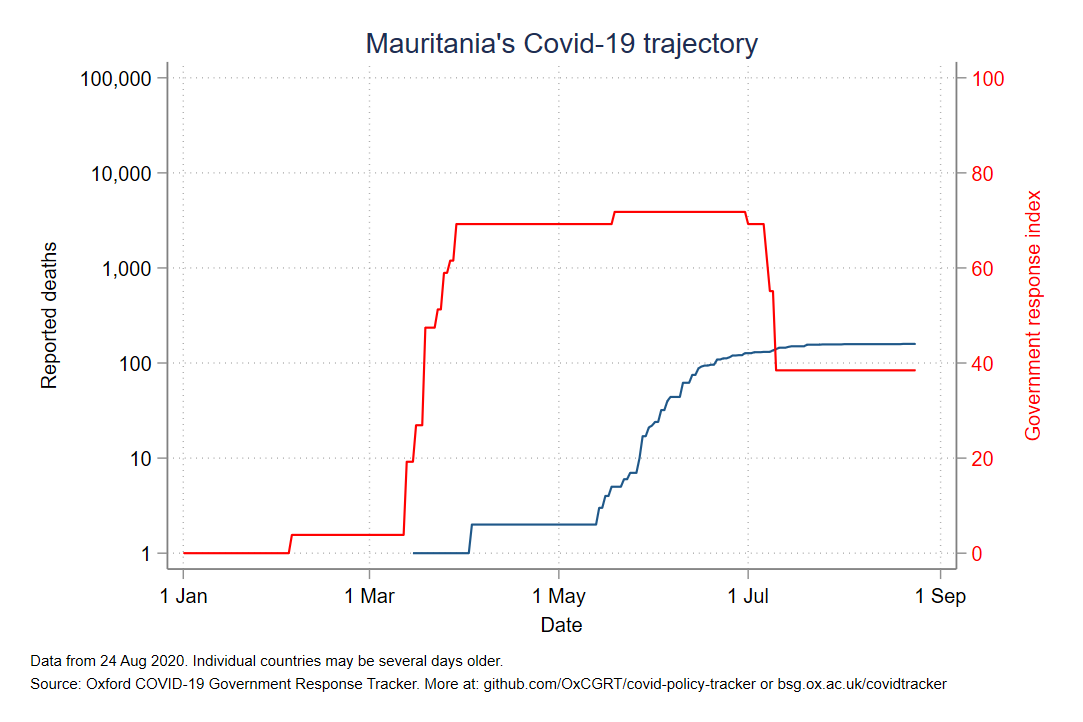 Mauritania's Covid-19 trajectory
100,000
10,000
1,000
100
10
1
Reported deaths
100
80
60
40
20
0
Government response index
1 Jan
1 Mar
1 May
1 Jul
1 Sep
Date
Data from 24 Aug 2020. Individual countries may be several days older.
Source: Oxford COVID-19 Government Response Tracker. More at: github.com/OxCGRT/covid-policy-tracker or bsg.ox.ac.uk/covidtracker